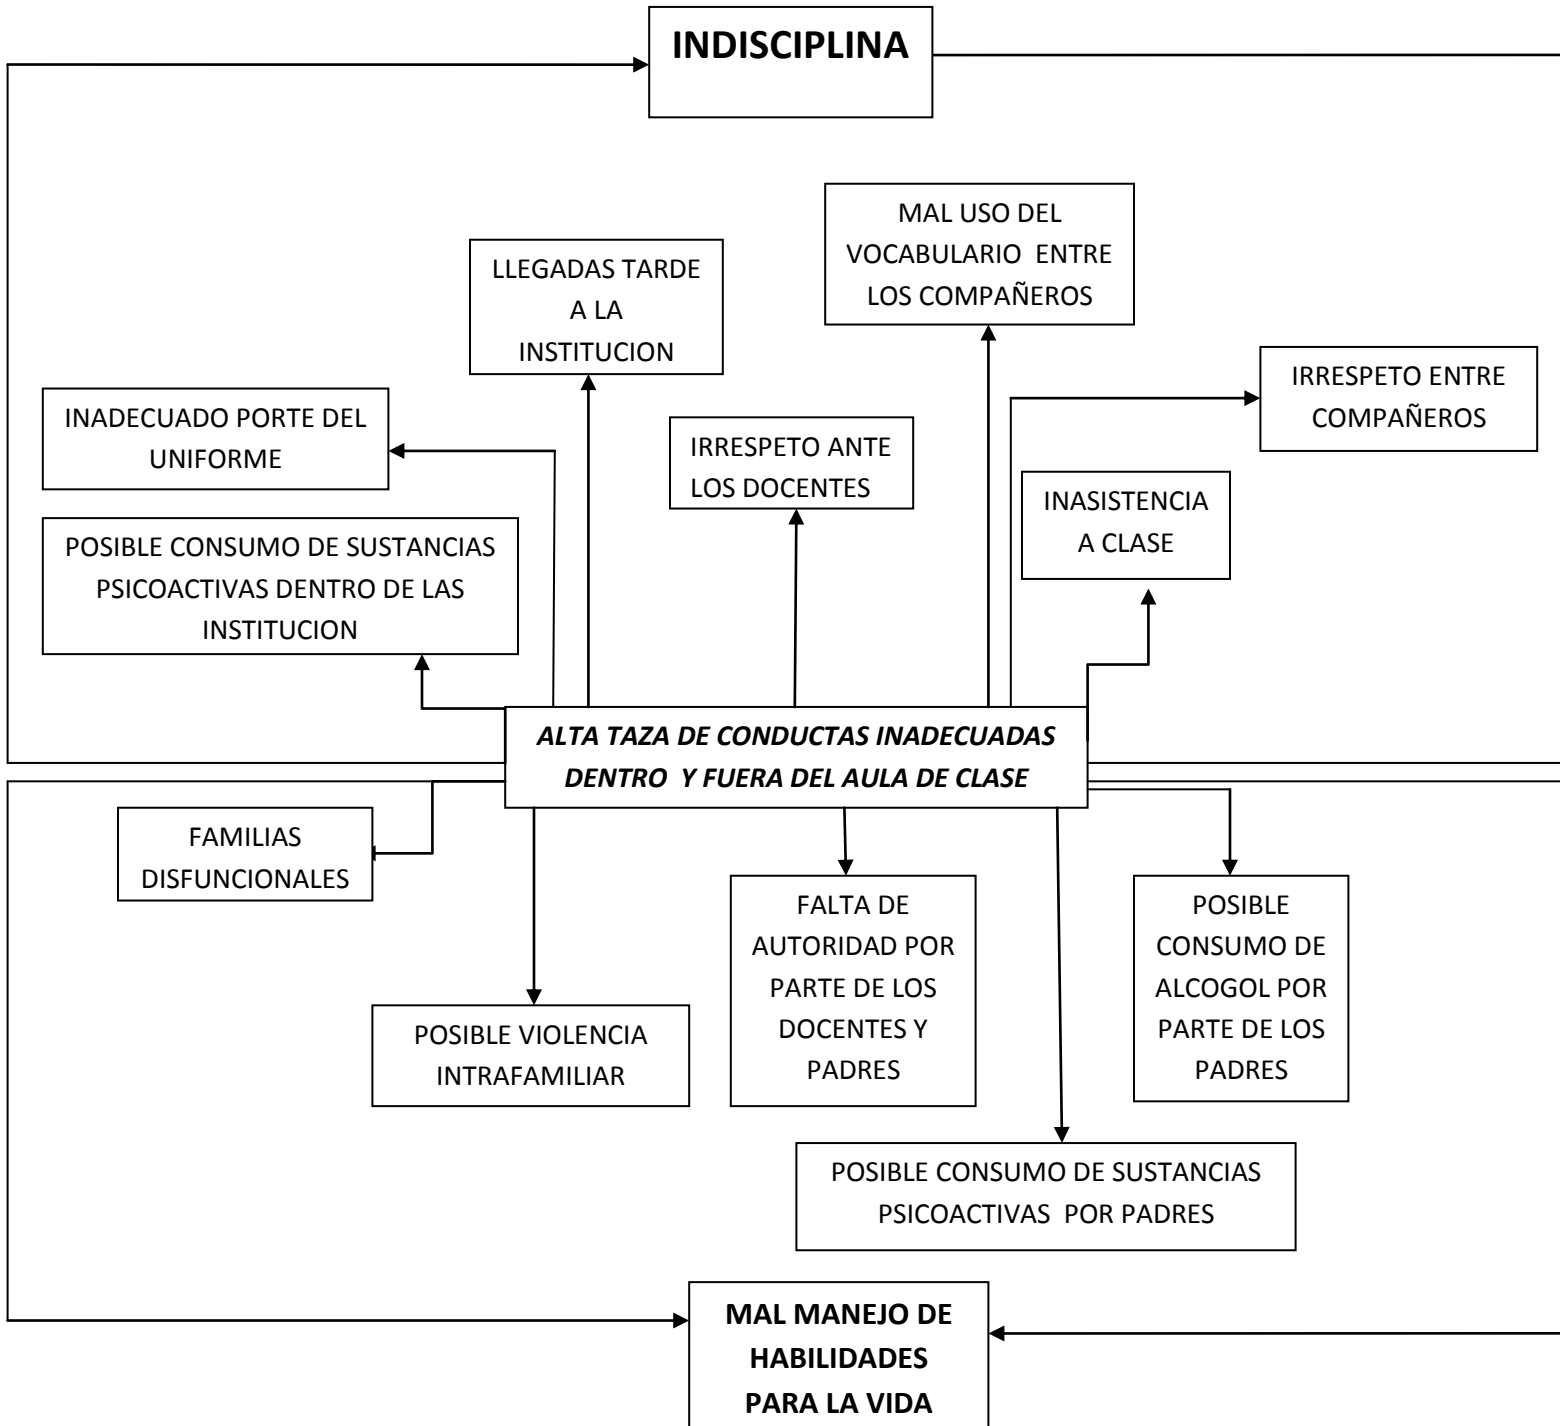 INDISCIPLINA
MAL USO DEL
VOCABULARIO  ENTRE
LOS COMPAÑEROS
LLEGADAS TARDE
A LA
INSTITUCION
IRRESPETO ENTRE
COMPAÑEROS
INADECUADO PORTE DEL
UNIFORME
IRRESPETO ANTE
LOS DOCENTES
INASISTENCIA
A CLASE
POSIBLE CONSUMO DE SUSTANCIAS
PSICOACTIVAS DENTRO DE LAS
INSTITUCION
ALTA TAZA DE CONDUCTAS INADECUADAS
DENTRO  Y FUERA DEL AULA DE CLASE
FAMILIAS
DISFUNCIONALES
POSIBLE VIOLENCIA
INTRAFAMILIAR
FALTA DE
AUTORIDAD POR
PARTE DE LOS
DOCENTES Y
PADRES
POSIBLE
CONSUMO DE
ALCOGOL POR
PARTE DE LOS
PADRES
POSIBLE CONSUMO DE SUSTANCIAS
PSICOACTIVAS  POR PADRES
MAL MANEJO DE
HABILIDADES
PARA LA VIDA